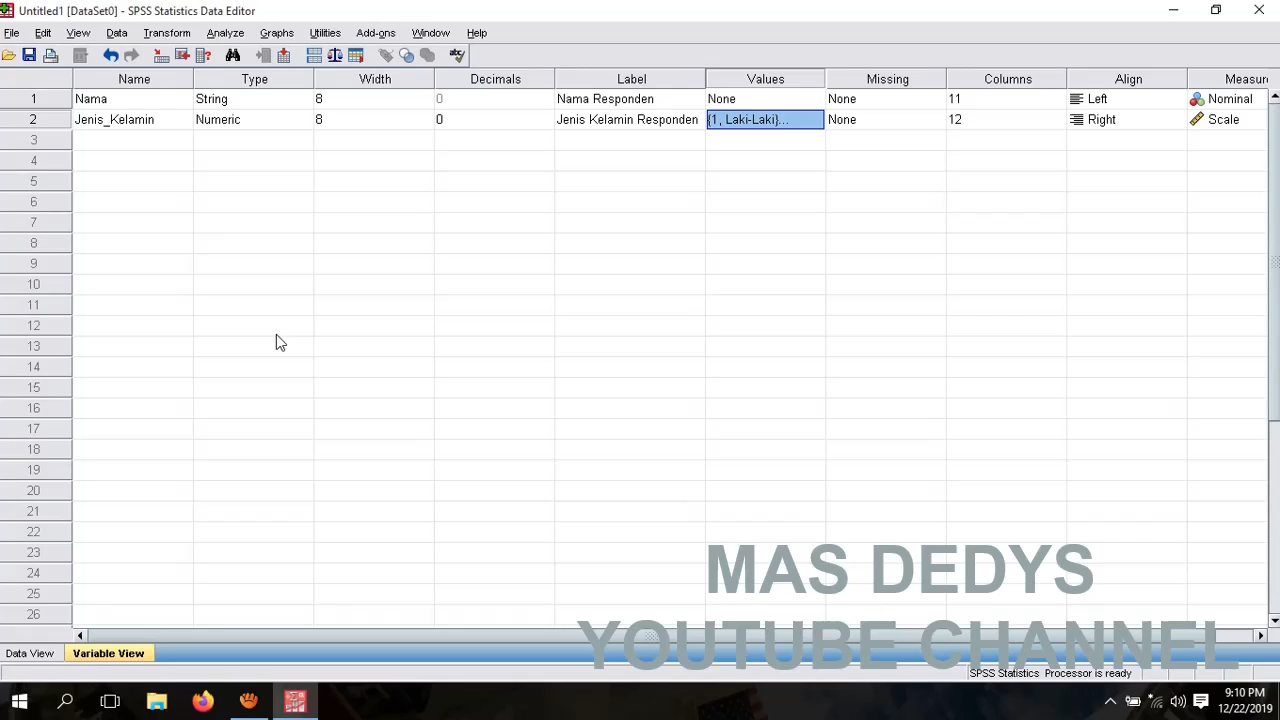 Untitled1 [DataSet0] - SPSS Statistics Data Editor
File Edit View Data Transform Analyze Graphs Utilities Add-ons Window Help
Name Type Width Decimals Label Values Missing Columns Align Measur
1 Nama String 8 0 Nama Responden None None 11 Left Nominal
2 Jenis_Kelamin Numeric 8 0 Jenis Kelamin Responden {1, Laki-Laki}... None 12 Right Scale
3
4
5
6
7
8
9
10
11
12
13
14
15
16
17
18
19
20
21
22
23
24
25
26
MAS DEDYS
YOUTUBE CHANNEL
Data View Variable View
SPSS Statistics Processor is ready
9:10 PM
12/22/2019